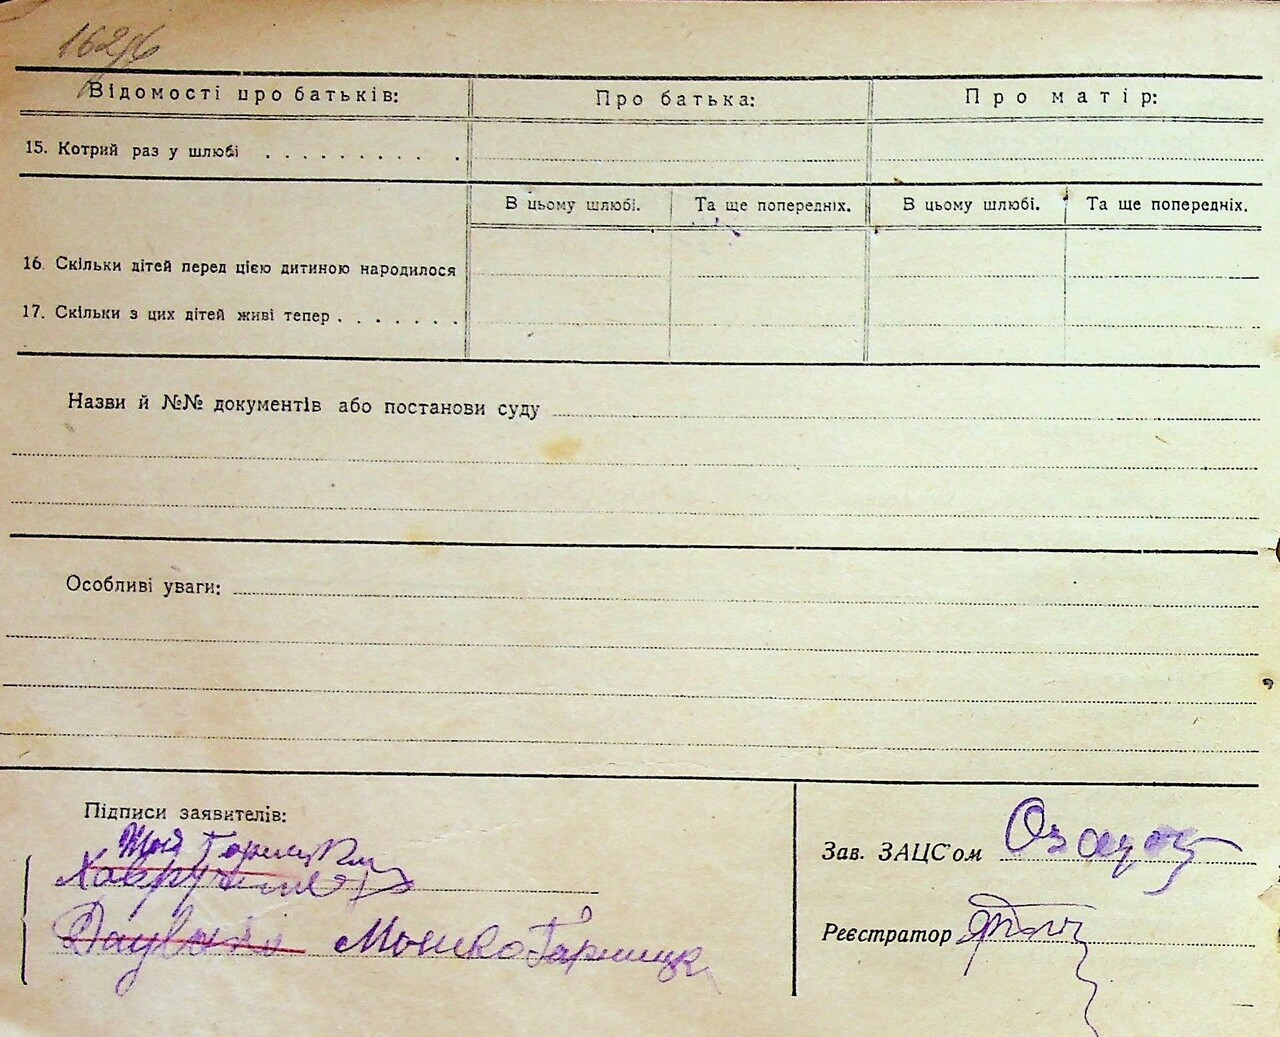 162/6
Відомості про батьків: Про батька: Про матір:
15. Котрий раз у шлюбі . . . . . . . . . .
В цьому шлюбі. Та ще попередніх. В цьому шлюбі. Та ще попередніх.
16. Скільки дітей перед цією дитиною народилося
17. Скільки з цих дітей живі тепер . . . . . . .
Назви й №№ документів або постанови суду
Особливі уваги:
Підписи заявителів:
Зав. ЗАЦС'ом
Мошко Гарницк
Реєстратор